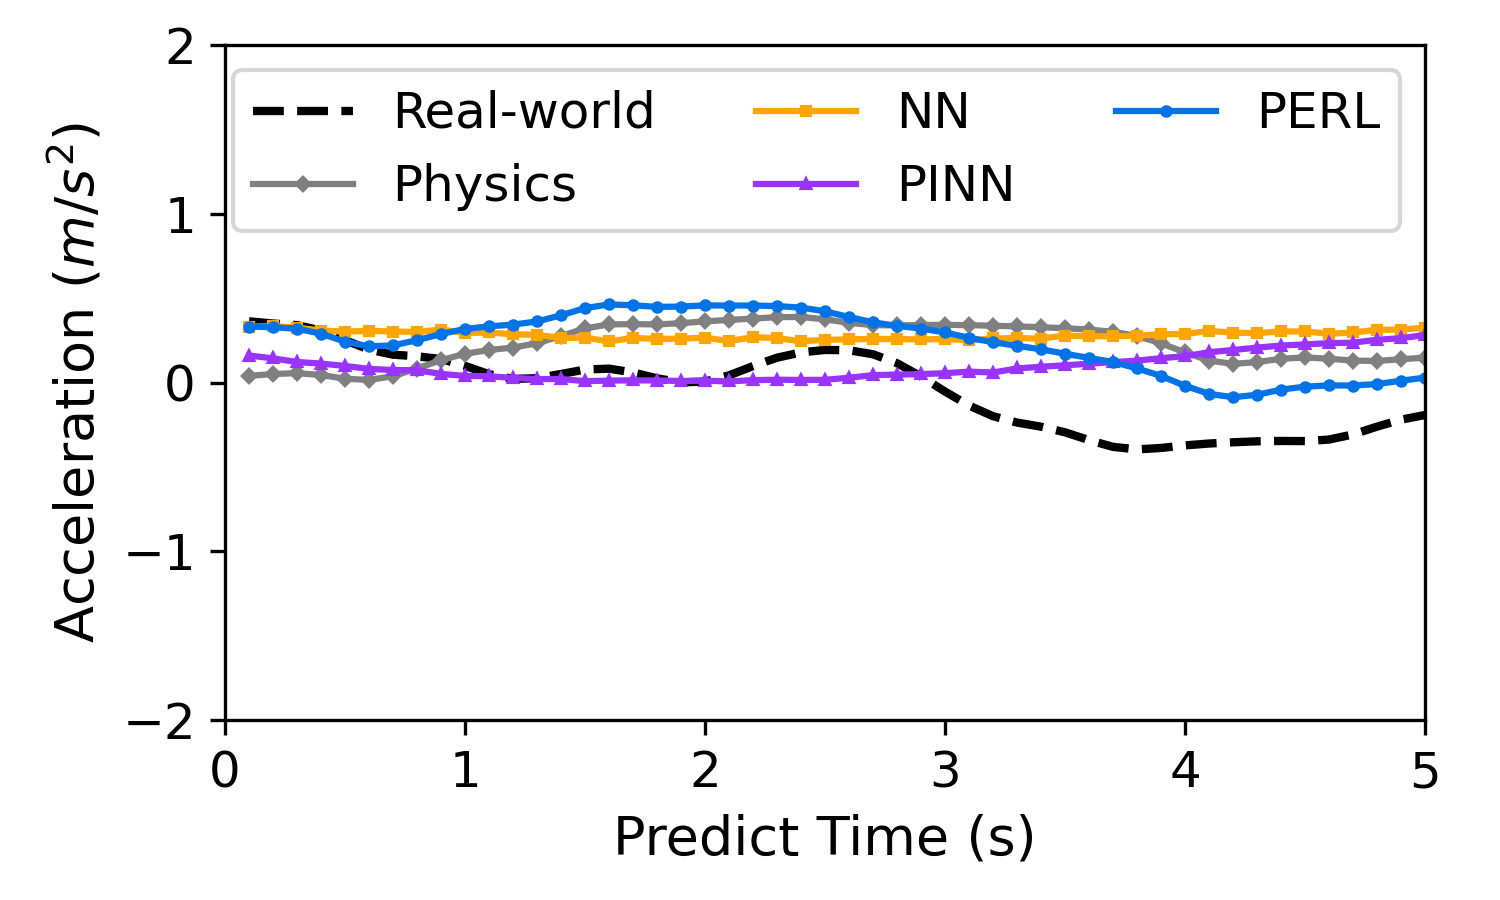 2
1
0
−1
−2
Acceleration (m/s²)
Real-world
Physics
NN
PINN
PERL
0 1 2 3 4 5
Predict Time (s)